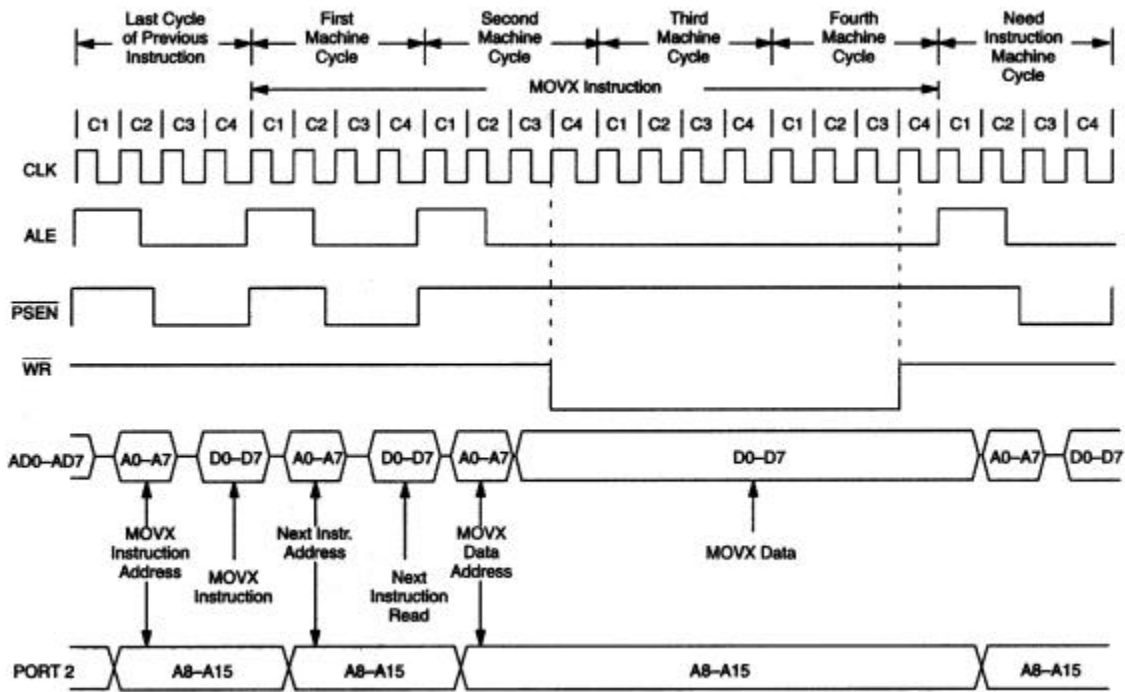 Last Cycle
of Previous
Instruction
First
Machine
Cycle
Second
Machine
Cycle
Third
Machine
Cycle
Fourth
Machine
Cycle
Need
Instruction
Machine
Cycle
MOVX Instruction
C1 C2 C3 C4 C1 C2 C3 C4 C1 C2 C3 C4 C1 C2 C3 C4 C1 C2 C3 C4 C1 C2 C3 C4
CLK
ALE
PSEN
WR
AD0–AD7 A0–A7 D0–D7 A0–A7 D0–D7 A0–A7 D0–D7 A0–A7 D0–D7
MOVX
Instruction
Address
MOVX
Instruction
Next Instr.
Address
Next
Instruction
Read
MOVX
Data
Address
MOVX Data
PORT 2 A8–A15 A8–A15 A8–A15 A8–A15